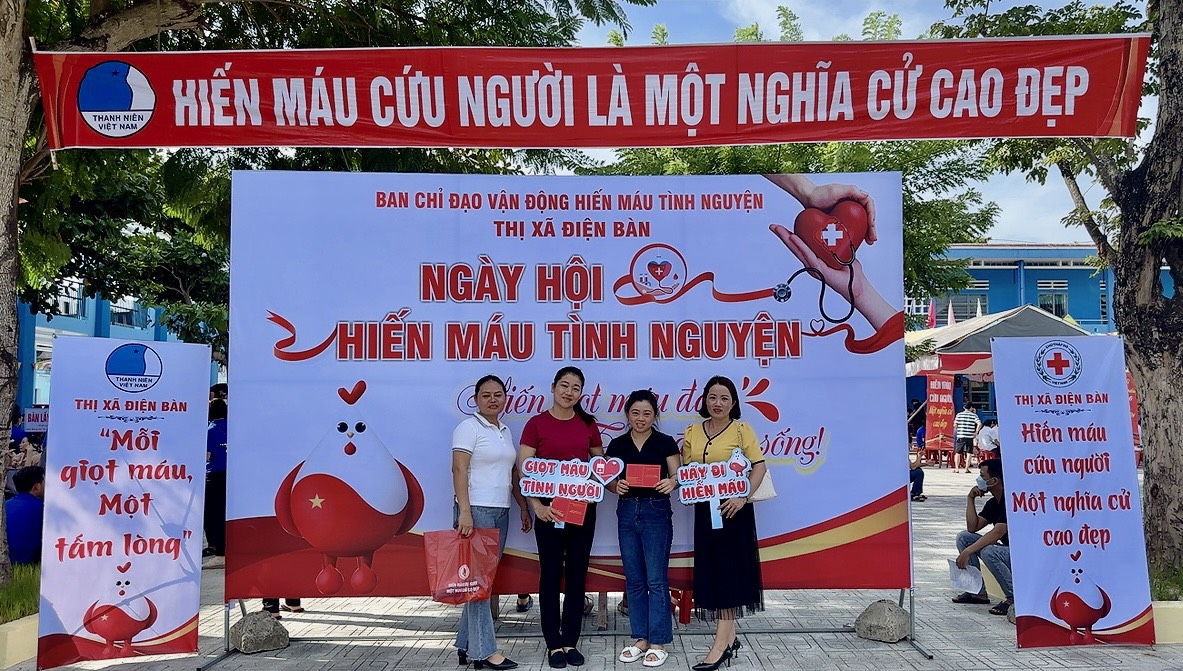 THANH NIÊN
VIỆT NAM
HIẾN MÁU CỨU NGƯỜI LÀ MỘT NGHĨA CỬ CAO ĐẸP
BAN CHỈ ĐẠO VẬN ĐỘNG HIẾN MÁU TÌNH NGUYỆN
THỊ XÃ ĐIỆN BÀN
NGÀY HỘI
HIẾN MÁU TÌNH NGUYỆN
máu
sống!
GIỌT MÁU
TÌNH NGƯỜI
HÃY ĐI
HIẾN MÁU
THANH NIÊN
VIỆT NAM
THỊ XÃ ĐIỆN BÀN
"Mỗi
giọt máu,
Một
tấm lòng"
THỊ XÃ ĐIỆN BÀN
Hiến máu
cứu người
Một nghĩa cử
cao đẹp